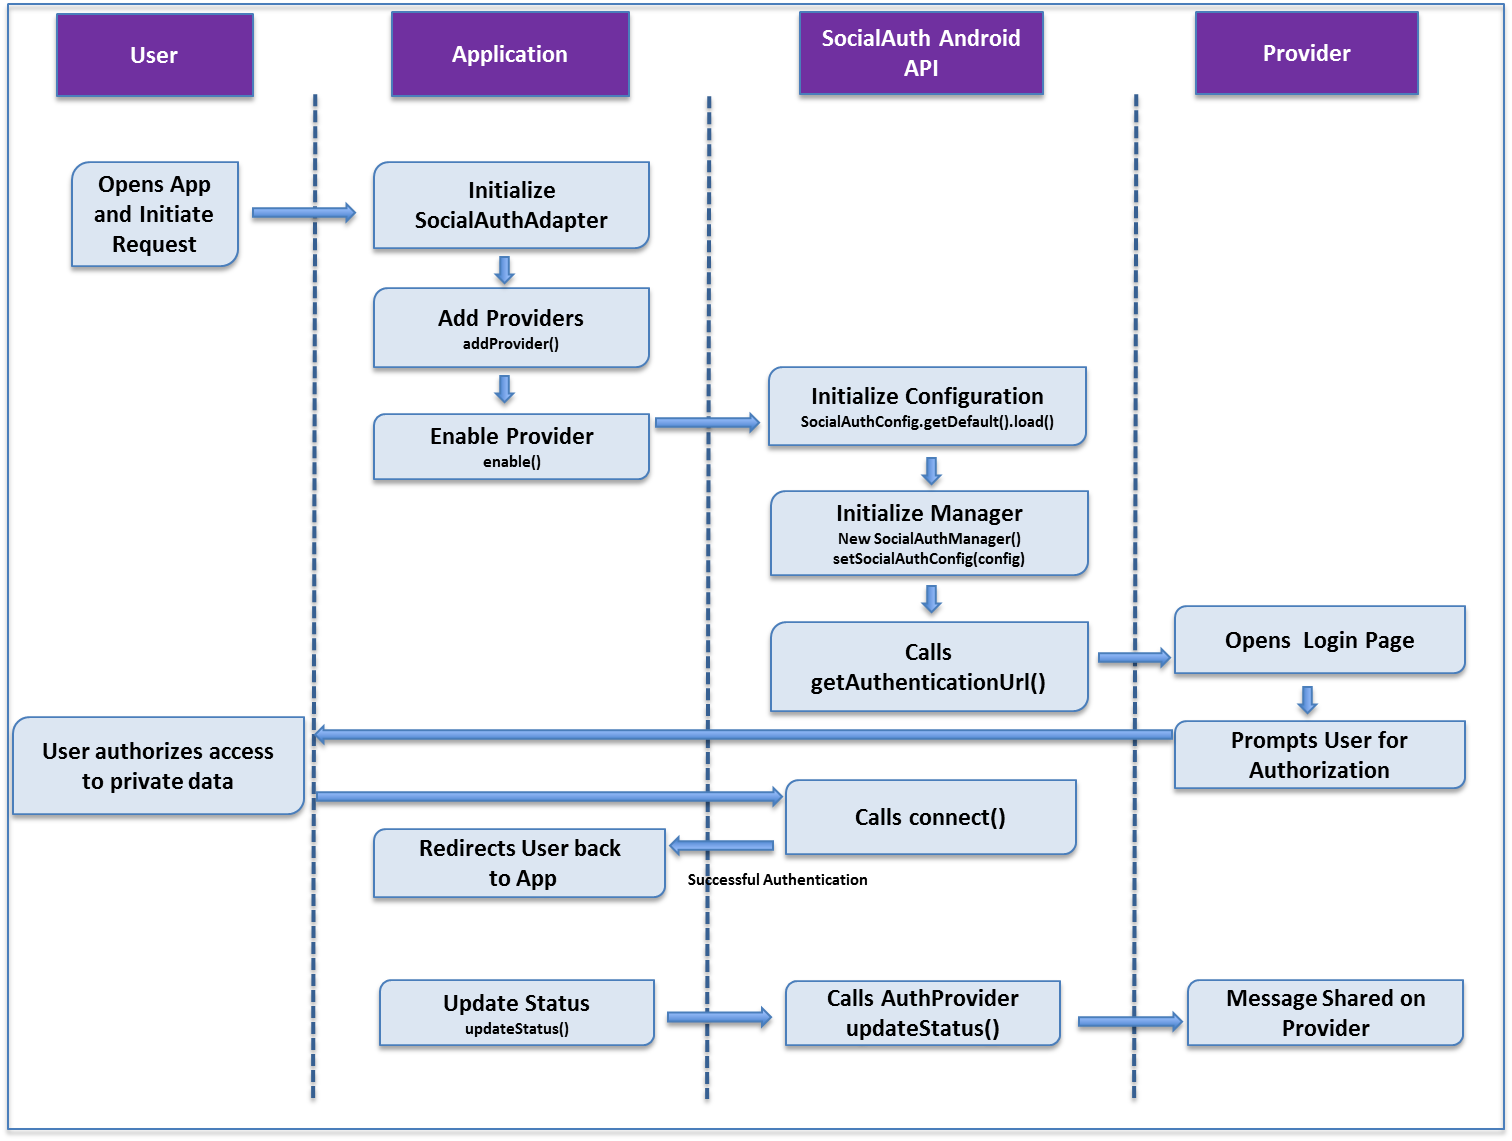 User
Application
SocialAuth Android
API
Provider
Opens App
and Initiate
Request
Initialize
SocialAuthAdapter
Add Providers
addProvider()
Enable Provider
enable()
Initialize Configuration
SocialAuthConfig.getDefault().load()
Initialize Manager
New SocialAuthManager()
setSocialAuthConfig(config)
Calls
getAuthenticationUrl()
Opens Login Page
Prompts User for
Authorization
User authorizes access
to private data
Calls connect()
Redirects User back
to App
Successful Authentication
Update Status
updateStatus()
Calls AuthProvider
updateStatus()
Message Shared on
Provider